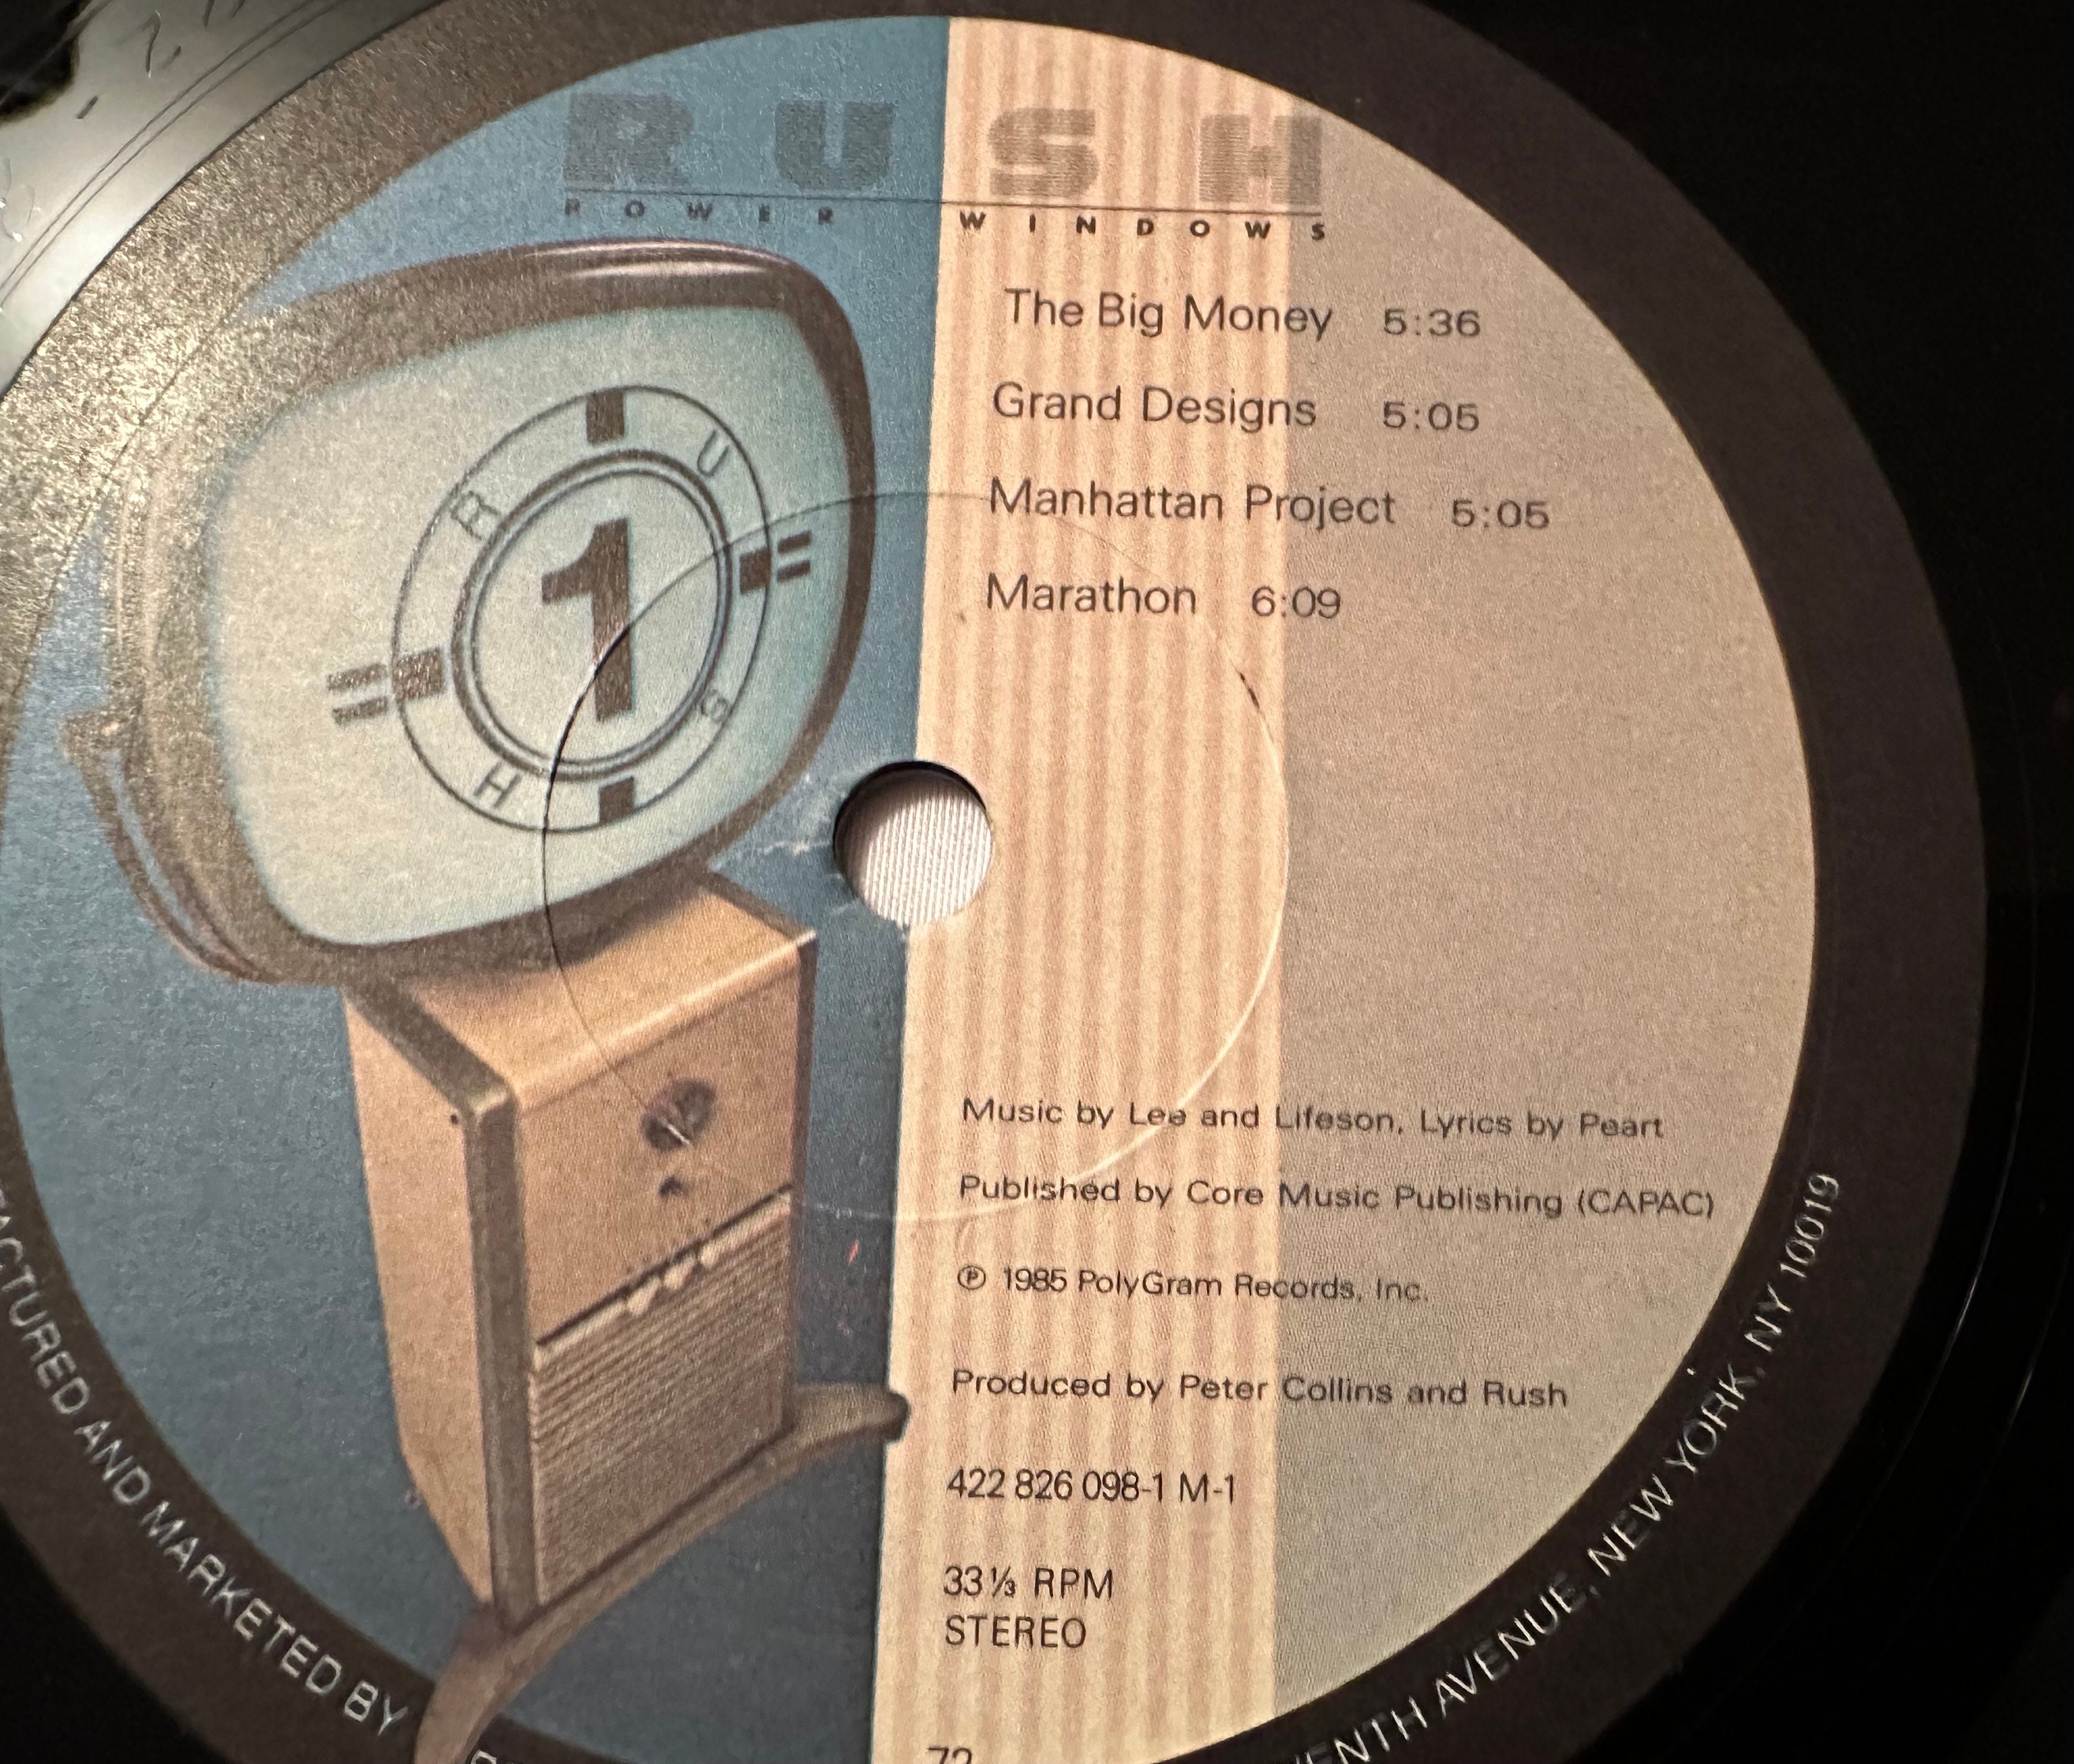 RUSH
POWER WINDOWS
The Big Money 5:36
Grand Designs 5:05
Manhattan Project 5:05
Marathon 6:09
R U S H
1
Music by Lee and Lifeson, Lyrics by Peart
Published by Core Music Publishing (CAPAC)
℗ 1985 PolyGram Records, Inc.
Produced by Peter Collins and Rush
422 826 098-1 M-1
33⅓ RPM
STEREO
AND MARKETED BY
AVENUE, NEW YORK, NY 10019